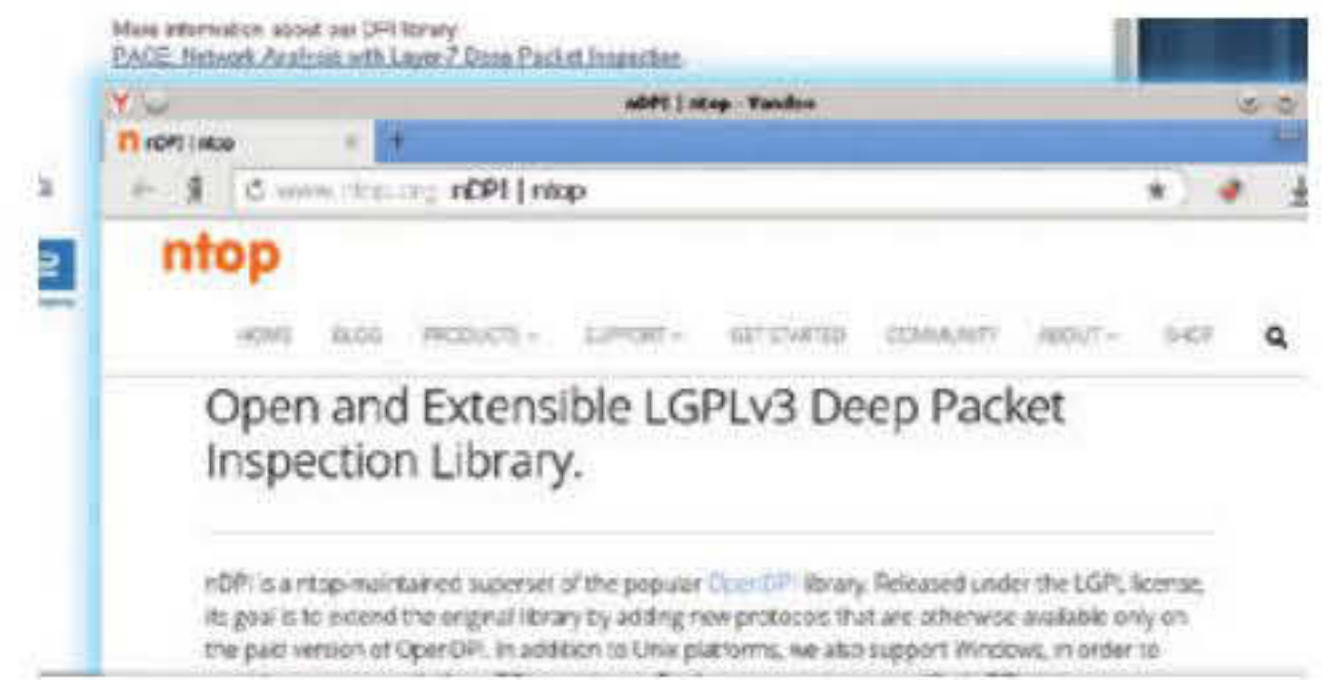 More information about our DPI library
PACE: Network Analysis with Layer-7 Deep Packet Inspection
nDPI | ntop - Yandex
nDPI | ntop
www.ntop.org nDPI | ntop
ntop
HOME BLOG PRODUCTS SUPPORT GET STARTED COMMUNITY ABOUT SHOP
Open and Extensible LGPLv3 Deep Packet
Inspection Library.
nDPI is a ntop-maintained superset of the popular OpenDPI library. Released under the LGPL license,
its goal is to extend the original library by adding new protocols that are otherwise available only on
the paid version of OpenDPI. In addition to Unix platforms, we also support Windows, in order to